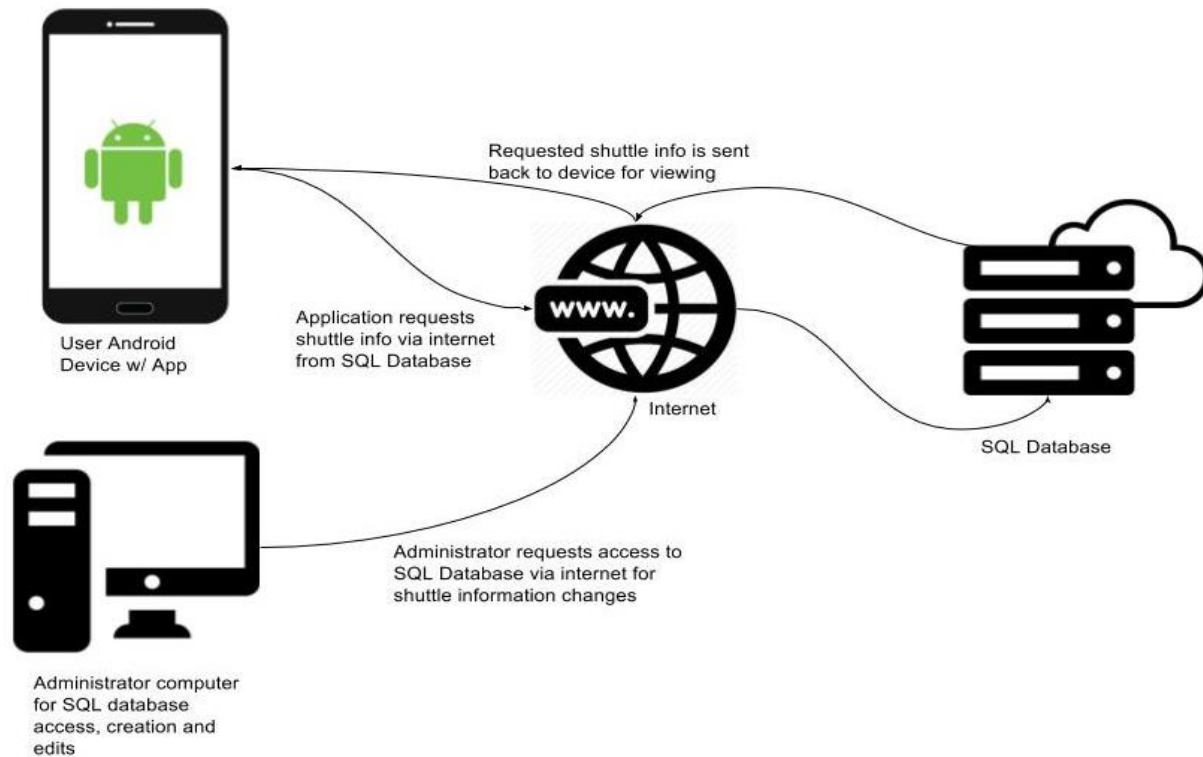 Requested shuttle info is sent
back to device for viewing
www.
Application requests
shuttle info via internet
from SQL Database
User Android
Device w/ App
Internet
SQL Database
Administrator requests access to
SQL Database via internet for
shuttle information changes
Administrator computer
for SQL database
access, creation and
edits